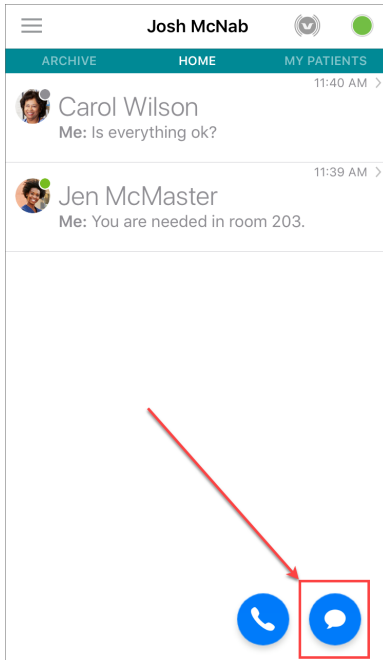 Josh McNab
ARCHIVE HOME MY PATIENTS
11:40 AM
Carol Wilson
Me: Is everything ok?
11:39 AM
Jen McMaster
Me: You are needed in room 203.